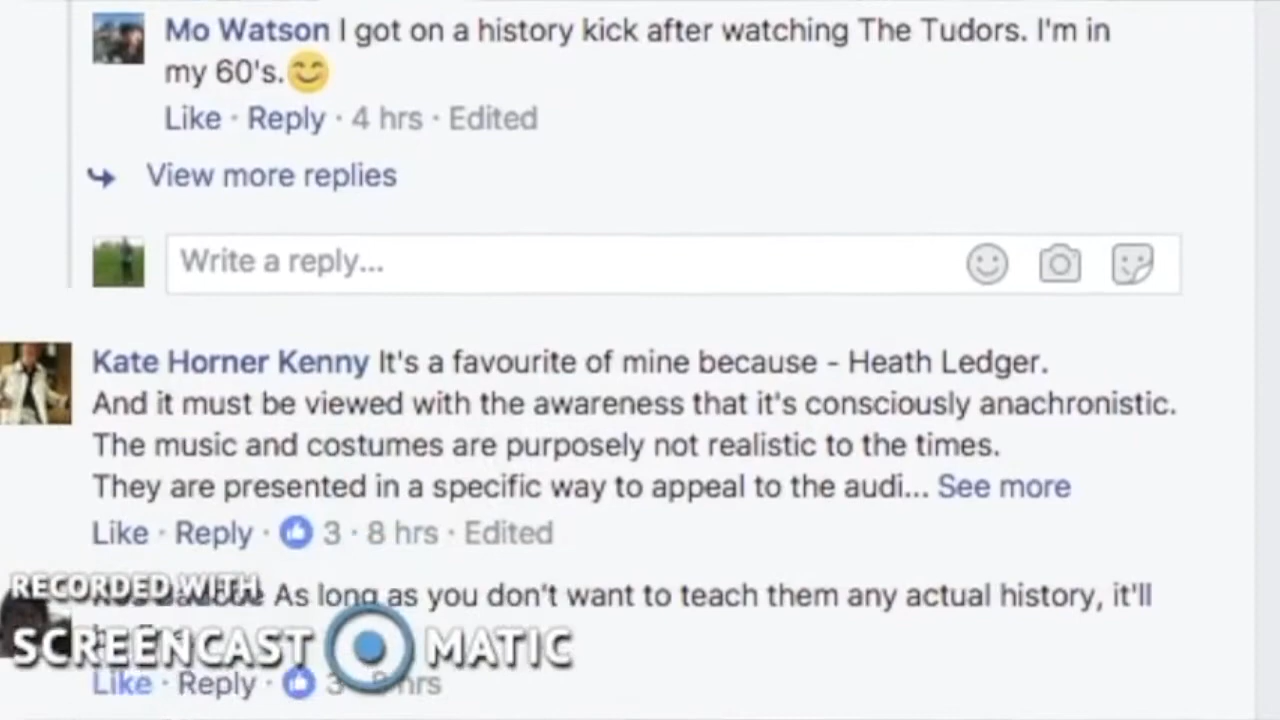 Mo Watson I got on a history kick after watching The Tudors. I'm in
my 60's.😊
Like · Reply · 4 hrs · Edited
View more replies
Write a reply...
Kate Horner Kenny It's a favourite of mine because - Heath Ledger.
And it must be viewed with the awareness that it's consciously anachronistic.
The music and costumes are purposely not realistic to the times.
They are presented in a specific way to appeal to the audi... See more
Like · Reply · 3 · 8 hrs · Edited
RECORDED WITH
As long as you don't want to teach them any actual history, it'll
SCREENCAST MATIC
Like · Reply · 3 · hrs